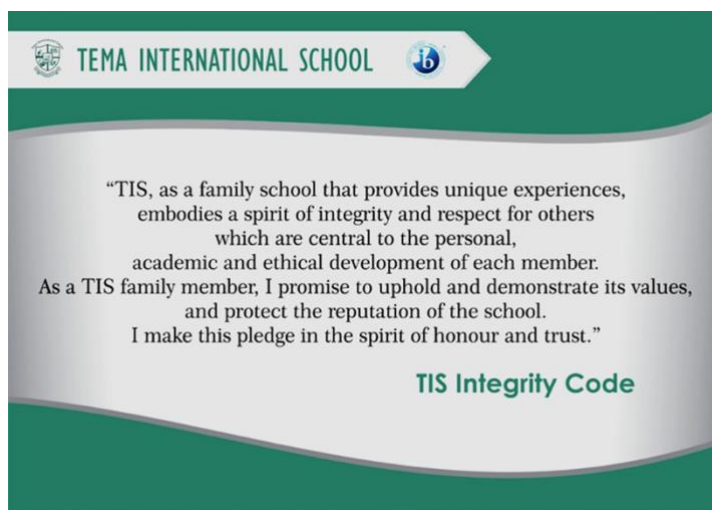 TEMA INTERNATIONAL SCHOOL
“TIS, as a family school that provides unique experiences,
embodies a spirit of integrity and respect for others
which are central to the personal,
academic and ethical development of each member.
As a TIS family member, I promise to uphold and demonstrate its values,
and protect the reputation of the school.
I make this pledge in the spirit of honour and trust.”
TIS Integrity Code